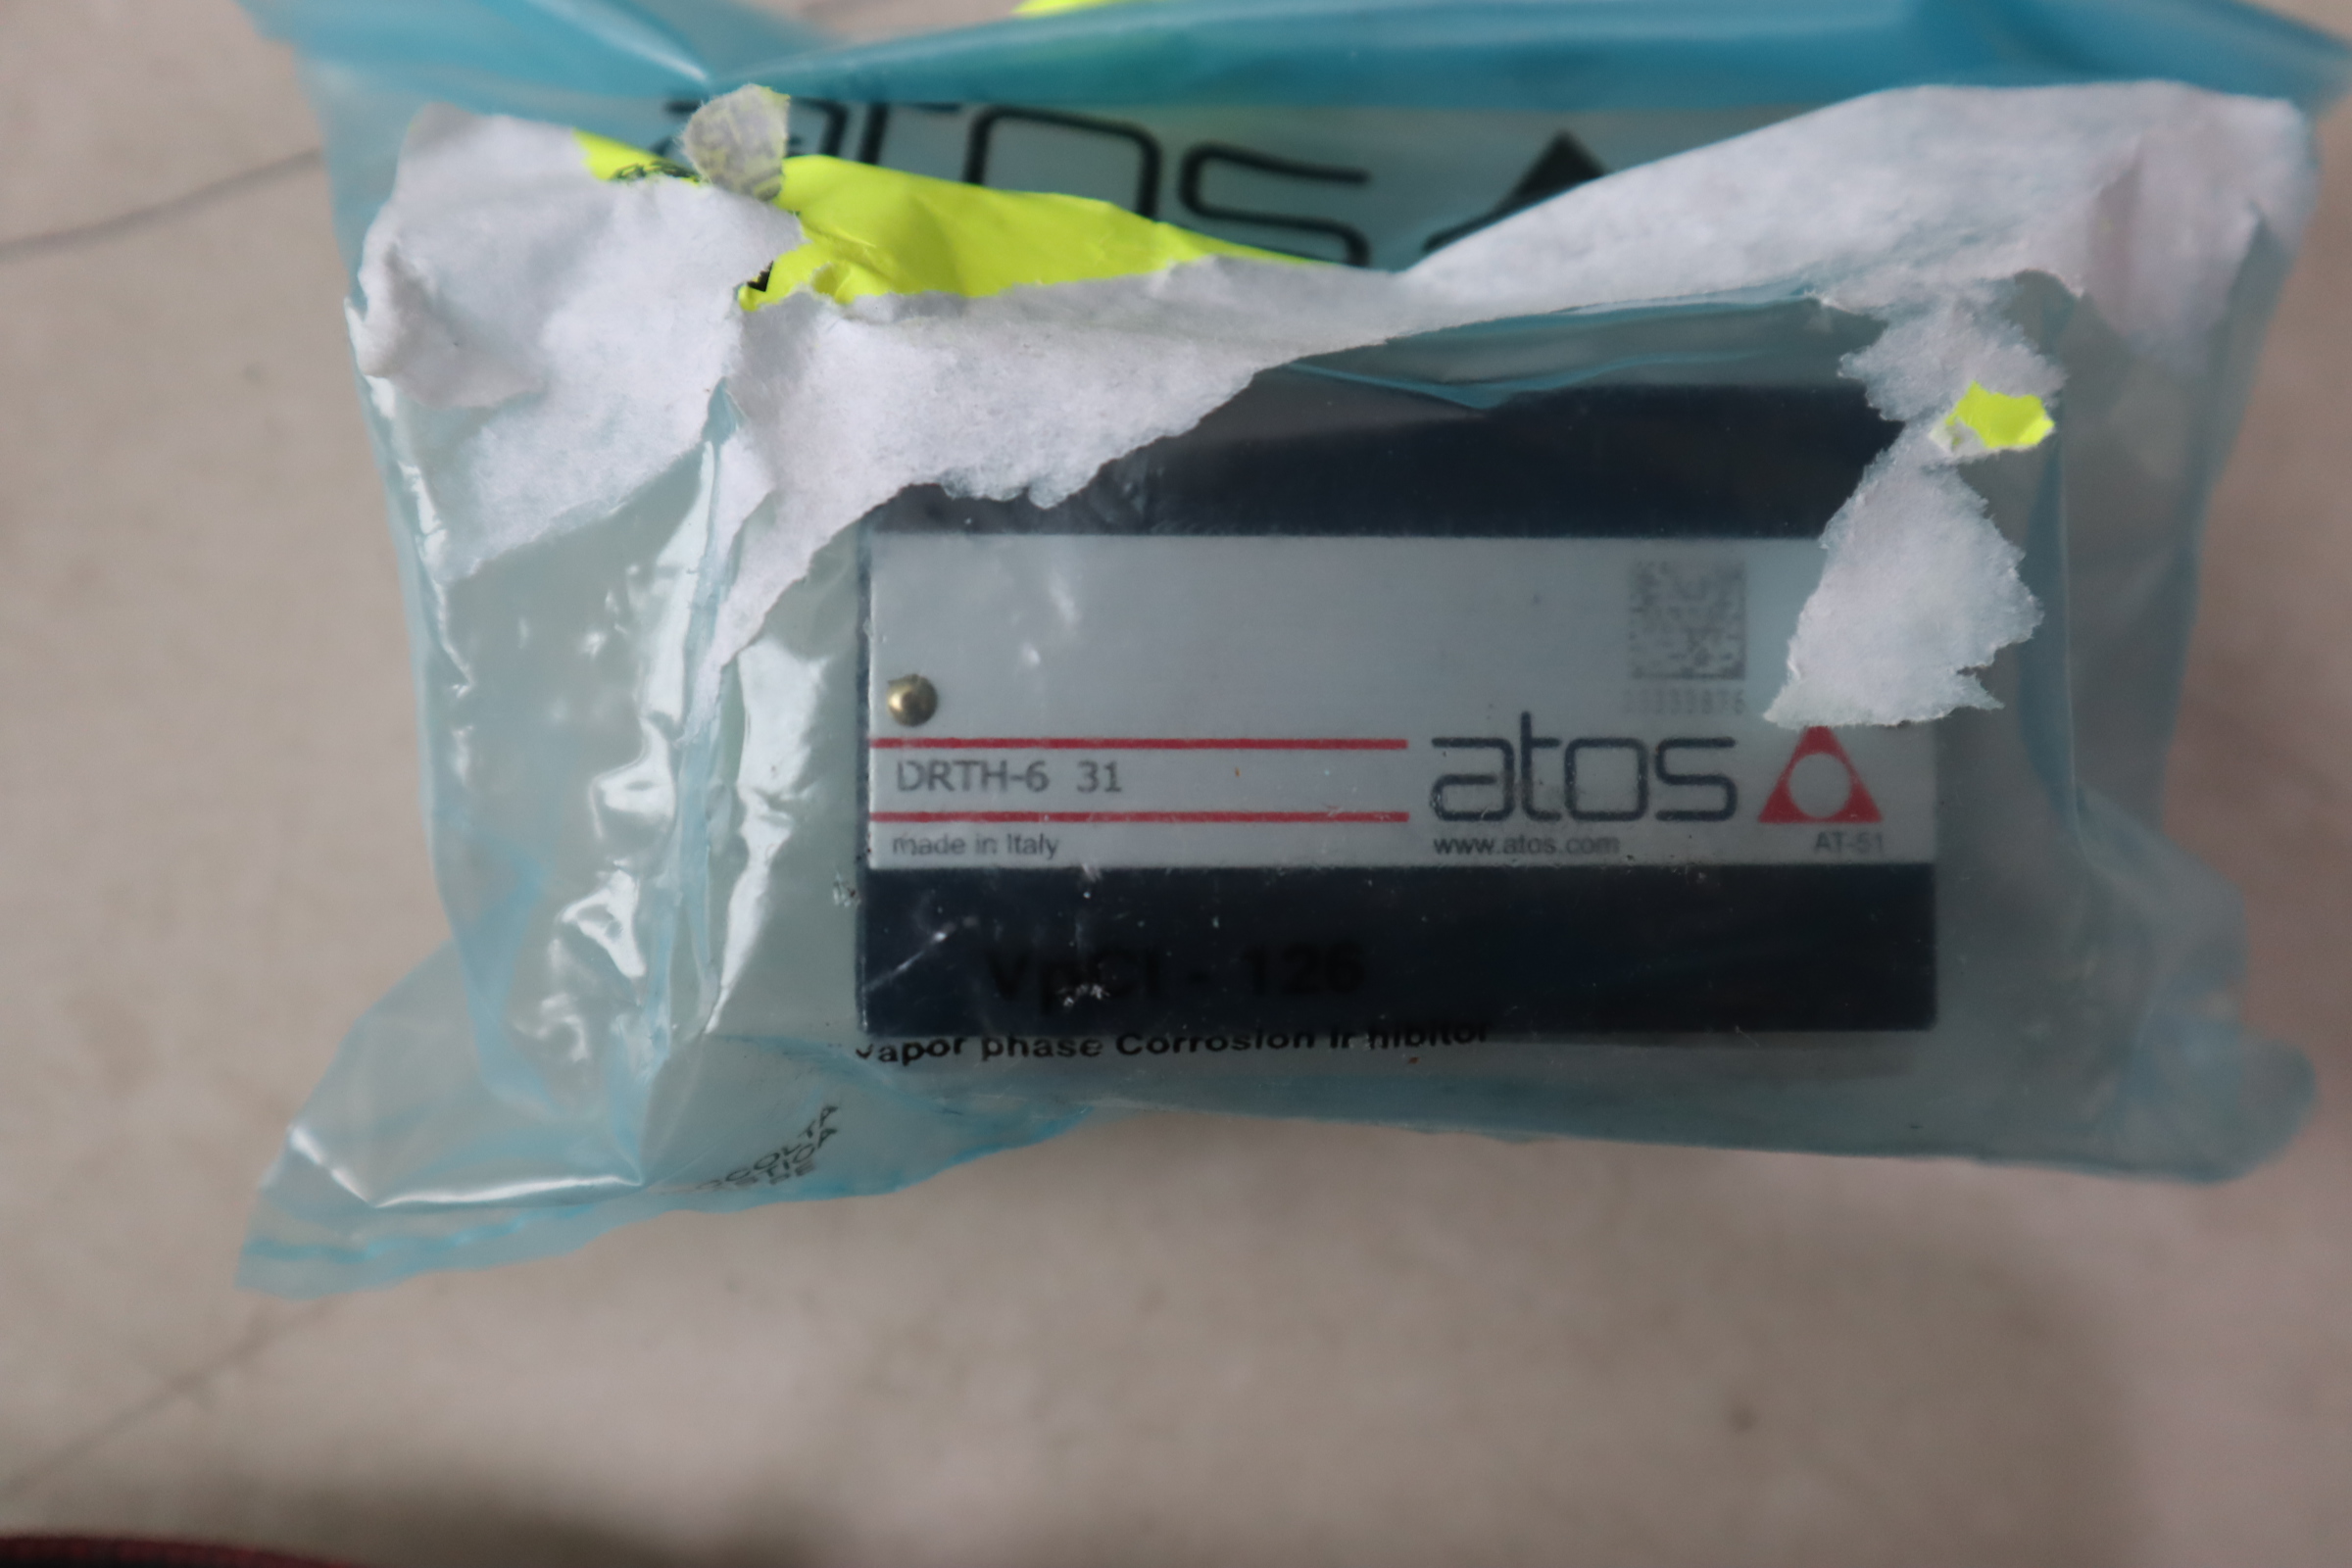 atos
DRTH-6 31
atos
made in Italy
www.atos.com
AT-51
VpCI - 126
Vapor phase Corrosion Inhibitor